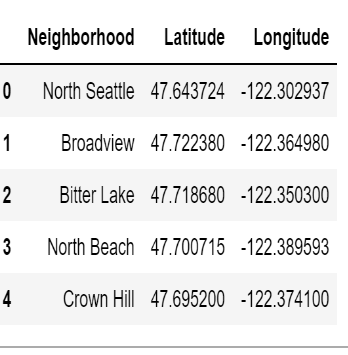 Neighborhood Latitude Longitude
0 North Seattle 47.643724 -122.302937
1 Broadview 47.722380 -122.364980
2 Bitter Lake 47.718680 -122.350300
3 North Beach 47.700715 -122.389593
4 Crown Hill 47.695200 -122.374100